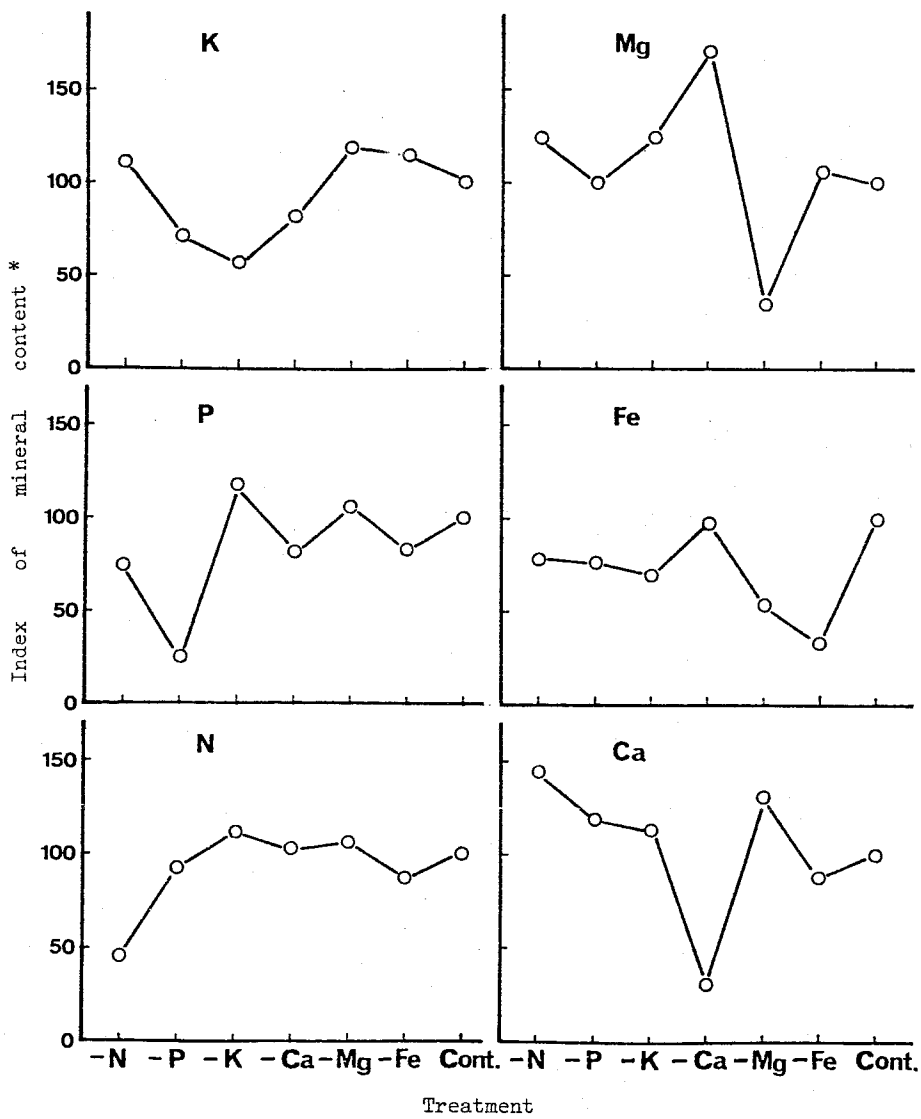 K
Mg
150
100
50
0
P
Fe
150
100
50
0
N
Ca
150
100
50
0
Index of mineral content *
-N -P -K -Ca -Mg -Fe Cont.
-N -P -K -Ca -Mg -Fe Cont.
Treatment